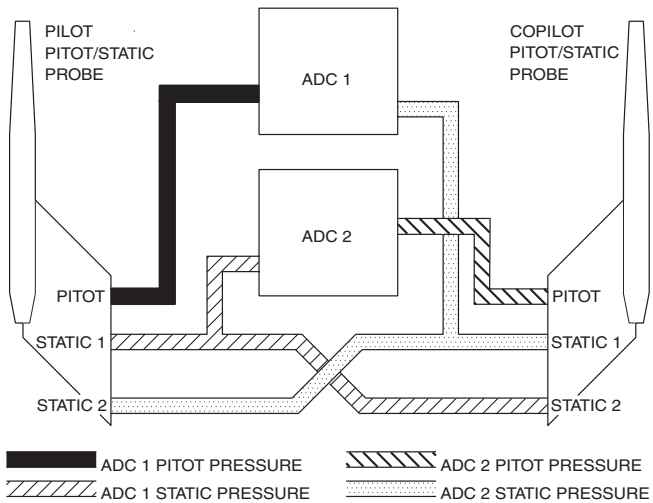 PILOT
PITOT/STATIC
PROBE
COPILOT
PITOT/STATIC
PROBE
ADC 1
ADC 2
PITOT
STATIC 1
STATIC 2
PITOT
STATIC 1
STATIC 2
ADC 1 PITOT PRESSURE
ADC 2 PITOT PRESSURE
ADC 1 STATIC PRESSURE
ADC 2 STATIC PRESSURE